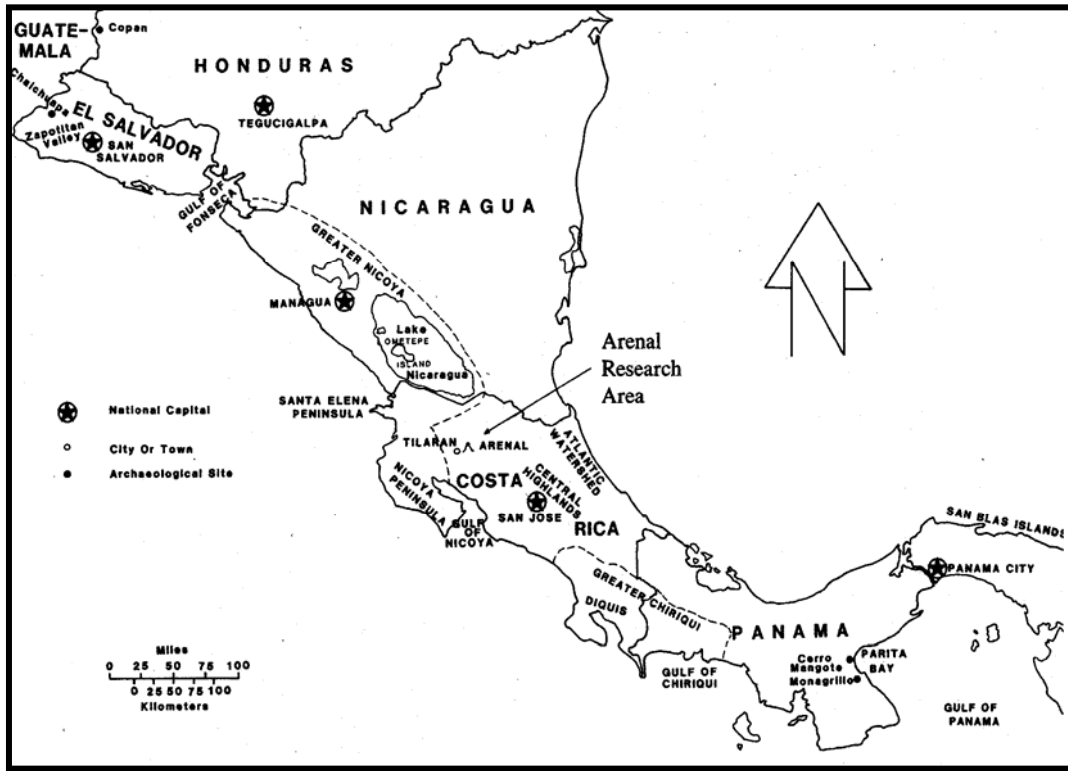 GUATE-
MALA
Copan
HONDURAS
TEGUCIGALPA
Chalchuapa
EL SALVADOR
Zapotitan
Valley
SAN
SALVADOR
GULF OF
FONSECA
NICARAGUA
GREATER NICOYA
MANAGUA
Lake
OMETEPE
ISLAND
Nicaragua
N
Arenal
Research
Area
SANTA ELENA
PENINSULA
National Capital
City Or Town
Archaeological Site
TILARAN
ARENAL
ATLANTIC
WATERSHED
NICOYA
PENINSULA
COSTA
CENTRAL
HIGHLANDS
SAN JOSE
RICA
GULF
OF
NICOYA
SAN BLAS ISLANDS
PANAMA CITY
GREATER CHIRIQUI
DIQUIS
PANAMA
GULF OF
CHIRIQUI
Cerro
Mangote
Monagrillo
PARITA
BAY
GULF OF
PANAMA
Miles
0 25 50 75 100
0 25 50 75 100
Kilometers